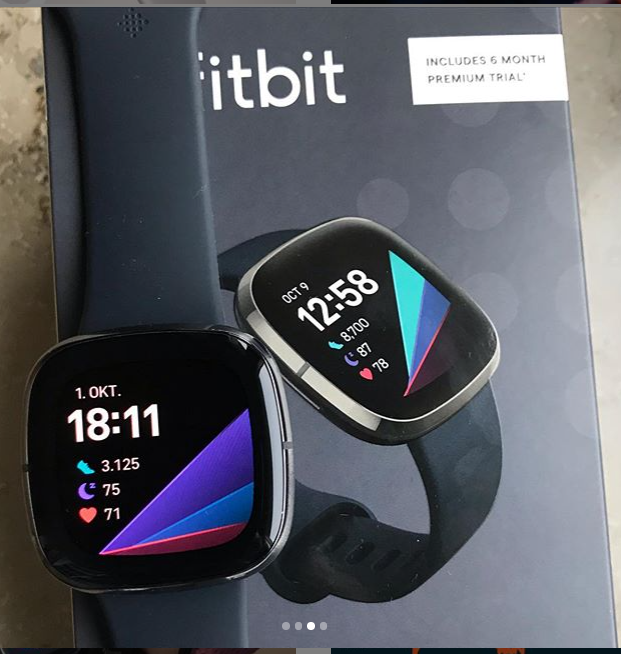 fitbit
INCLUDES 6 MONTH
PREMIUM TRIAL*
OCT 9
12:58
8,700
87
78
1. OKT.
18:11
3.125
75
71